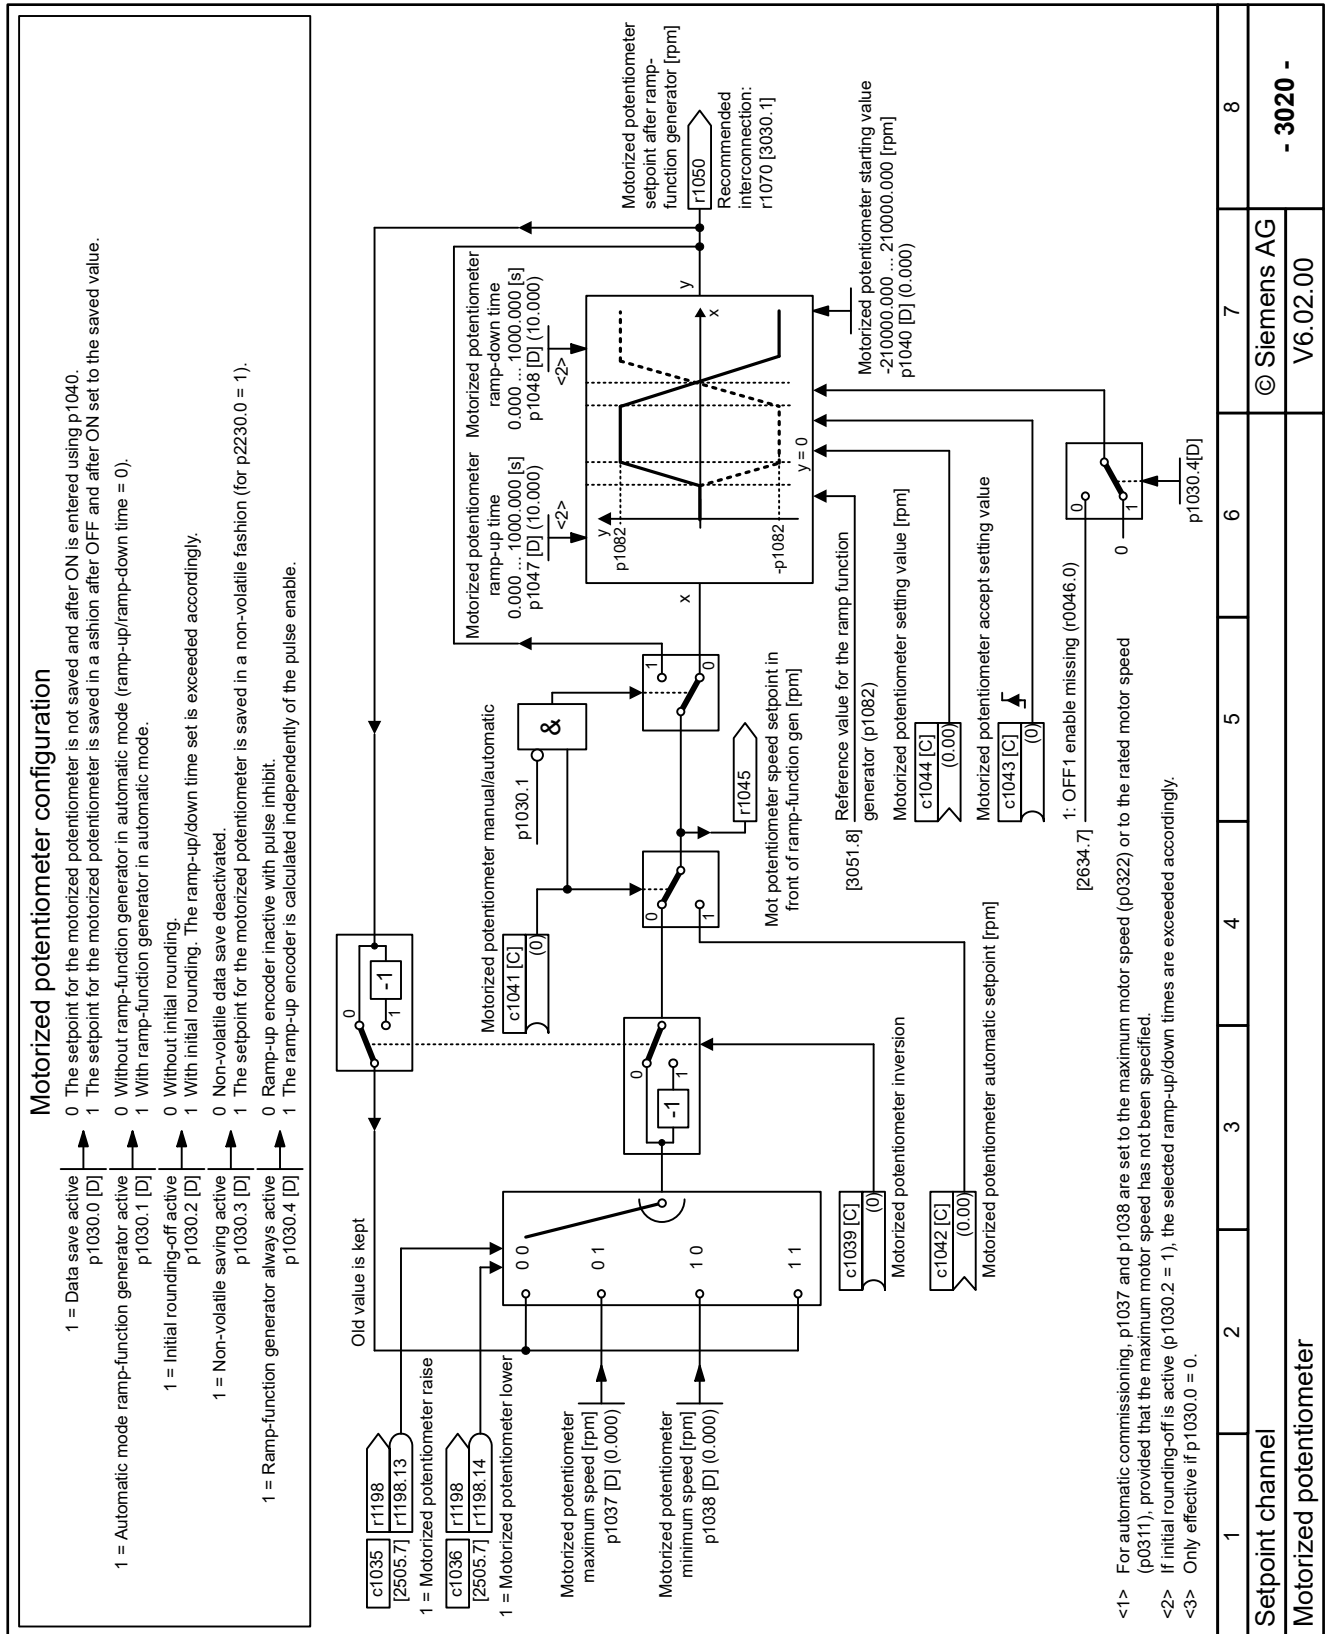 Motorized potentiometer configuration
1 = Data save active
p1030.0 [D]
0 The setpoint for the motorized potentiometer is not saved and after ON is entered using p1040.
1 The setpoint for the motorized potentiometer is saved in a ashion after OFF and after ON set to the saved value.
1 = Automatic mode ramp-function generator active
p1030.1 [D]
0 Without ramp-function generator in automatic mode (ramp-up/ramp-down time = 0).
1 With ramp-function generator in automatic mode.
1 = Initial rounding-off active
p1030.2 [D]
0 Without initial rounding.
1 With initial rounding. The ramp-up/down time set is exceeded accordingly.
1 = Non-volatile saving active
p1030.3 [D]
0 Non-volatile data save deactivated.
1 The setpoint for the motorized potentiometer is saved in a non-volatile fashion (for p2230.0 = 1).
1 = Ramp-function generator always active
p1030.4 [D]
0 Ramp-up encoder inactive with pulse inhibit.
1 The ramp-up encoder is calculated independently of the pulse enable.
Old value is kept
c1035
[2505.7]
r1198
r1198.13
1 = Motorized potentiometer raise
c1036
[2505.7]
r1198
r1198.14
1 = Motorized potentiometer lower
Motorized potentiometer
maximum speed [rpm]
p1037 [D] (0.000)
Motorized potentiometer
minimum speed [rpm]
p1038 [D] (0.000)
0 0
0 1
1 0
1 1
0
1
-1
0
1
-1
c1039 [C]
(0)
Motorized potentiometer inversion
c1042 [C]
(0.00)
Motorized potentiometer automatic setpoint [rpm]
Motorized potentiometer manual/automatic
c1041 [C]
(0)
p1030.1
&
0
1
r1045
Mot potentiometer speed setpoint in
front of ramp-function gen [rpm]
1
0
Motorized potentiometer
ramp-up time
0.000 ... 1000.000 [s]
p1047 [D] (10.000)
<2>
Motorized potentiometer
ramp-down time
0.000 ... 1000.000 [s]
p1048 [D] (10.000)
<2>
x
y
p1082
-p1082
x
y = 0
y
Motorized potentiometer
setpoint after ramp-
function generator [rpm]
r1050
Recommended
interconnection:
r1070 [3030.1]
Motorized potentiometer starting value
-210000.000 ... 210000.000 [rpm]
p1040 [D] (0.000)
[3051.8]
Reference value for the ramp function
generator (p1082)
Motorized potentiometer setting value [rpm]
c1044 [C]
(0.00)
Motorized potentiometer accept setting value
c1043 [C]
(0)
[2634.7]
1: OFF1 enable missing (r0046.0)
0
0
1
p1030.4[D]
<1> For automatic commissioning, p1037 and p1038 are set to the maximum motor speed (p0322) or to the rated motor speed
(p0311), provided that the maximum motor speed has not been specified.
<2> If initial rounding-off is active (p1030.2 = 1), the selected ramp-up/down times are exceeded accordingly.
<3> Only effective if p1030.0 = 0.
1 2 3 4 5 6 7 8
Setpoint channel
© Siemens AG
- 3020 -
Motorized potentiometer
V6.02.00